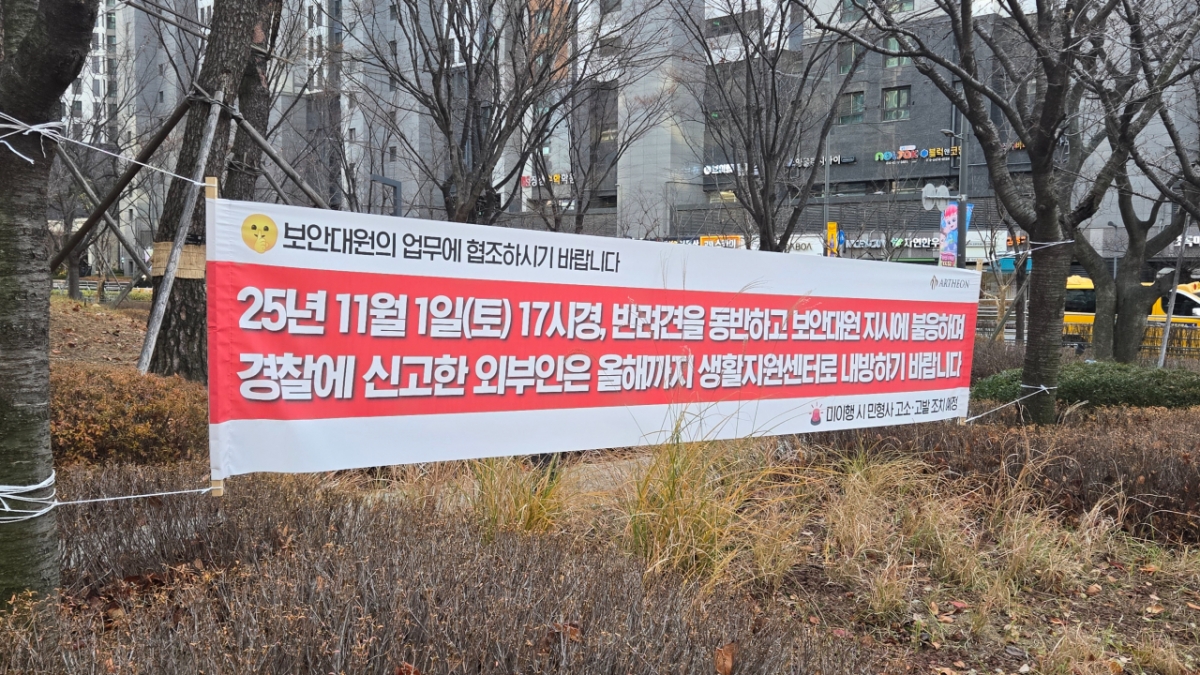 보안대원의 업무에 협조하시기 바랍니다
ARTHEON
25년 11월 1일(토) 17시경, 반려견을 동반하고 보안대원 지시에 불응하며
경찰에 신고한 외부인은 올해까지 생활지원센터로 내방하기 바랍니다
미이행 시 민형사 고소·고발 조치 예정
자연한우